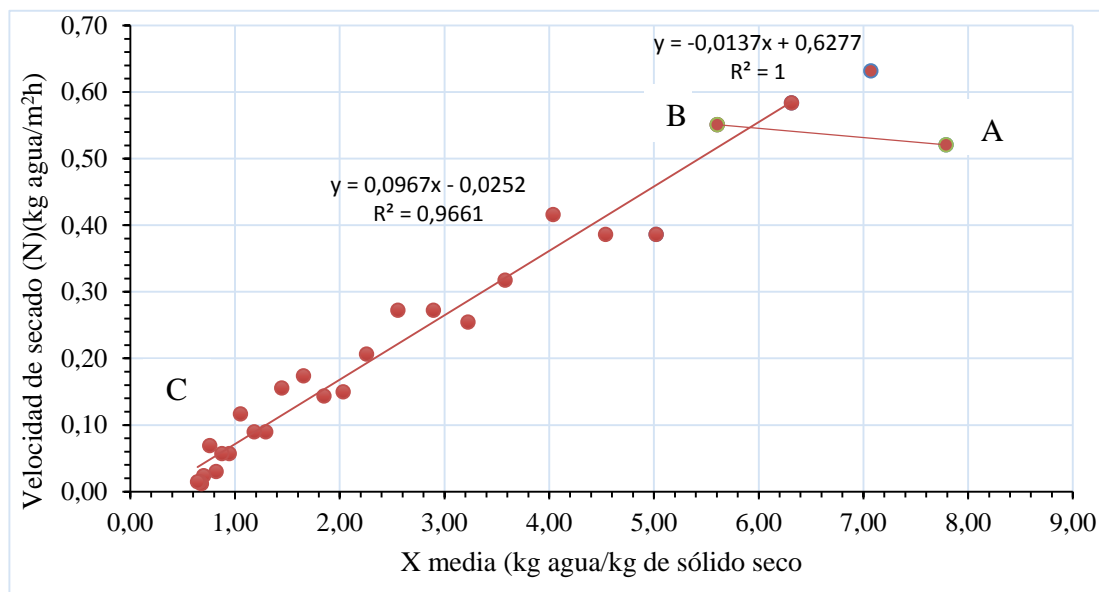 y = -0,0137x + 0,6277
R² = 1
B
A
y = 0,0967x - 0,0252
R² = 0,9661
C
Velocidad de secado (N)(kg agua/m²h)
0,70
0,60
0,50
0,40
0,30
0,20
0,10
0,00
0,00 1,00 2,00 3,00 4,00 5,00 6,00 7,00 8,00 9,00
X media (kg agua/kg de sólido seco